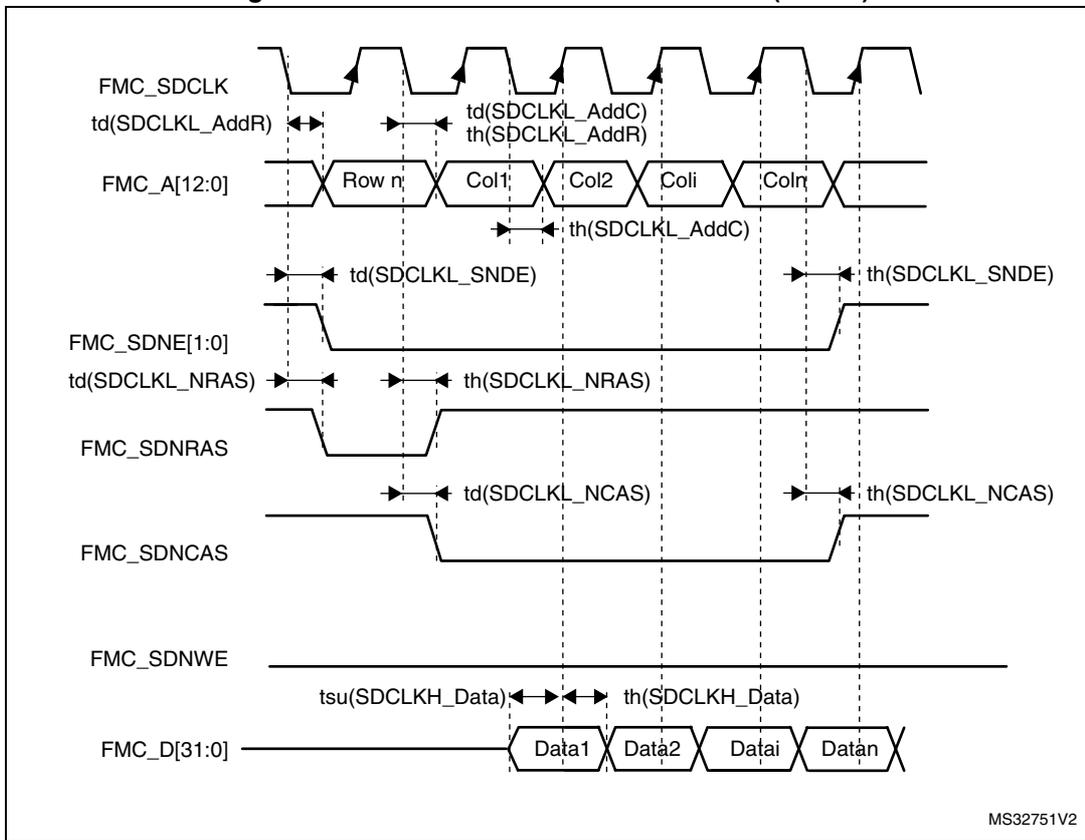 FMC_SDCLK
td(SDCLKL_AddR)
td(SDCLKL_AddC)
th(SDCLKL_AddR)
FMC_A[12:0]
Row n
Col1
Col2
Coli
Coln
th(SDCLKL_AddC)
td(SDCLKL_SNDE)
th(SDCLKL_SNDE)
FMC_SDNE[1:0]
td(SDCLKL_NRAS)
th(SDCLKL_NRAS)
FMC_SDNRAS
td(SDCLKL_NCAS)
th(SDCLKL_NCAS)
FMC_SDNCAS
FMC_SDNWE
tsu(SDCLKH_Data)
th(SDCLKH_Data)
FMC_D[31:0]
Data1
Data2
Datai
Datan
MS32751V2